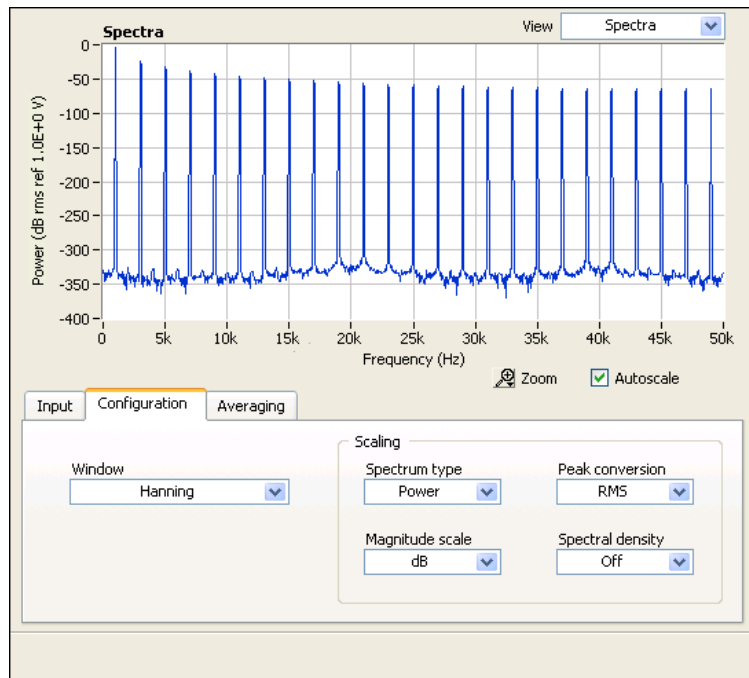 Spectra
View Spectra
0
-50
-100
-150
-200
-250
-300
-350
-400
Power (dB rms ref 1.0E+0 V)
0 5k 10k 15k 20k 25k 30k 35k 40k 45k 50k
Frequency (Hz)
Zoom Autoscale
Input Configuration Averaging
Scaling
Window Spectrum type Peak conversion
Hanning Power RMS
Magnitude scale Spectral density
dB Off